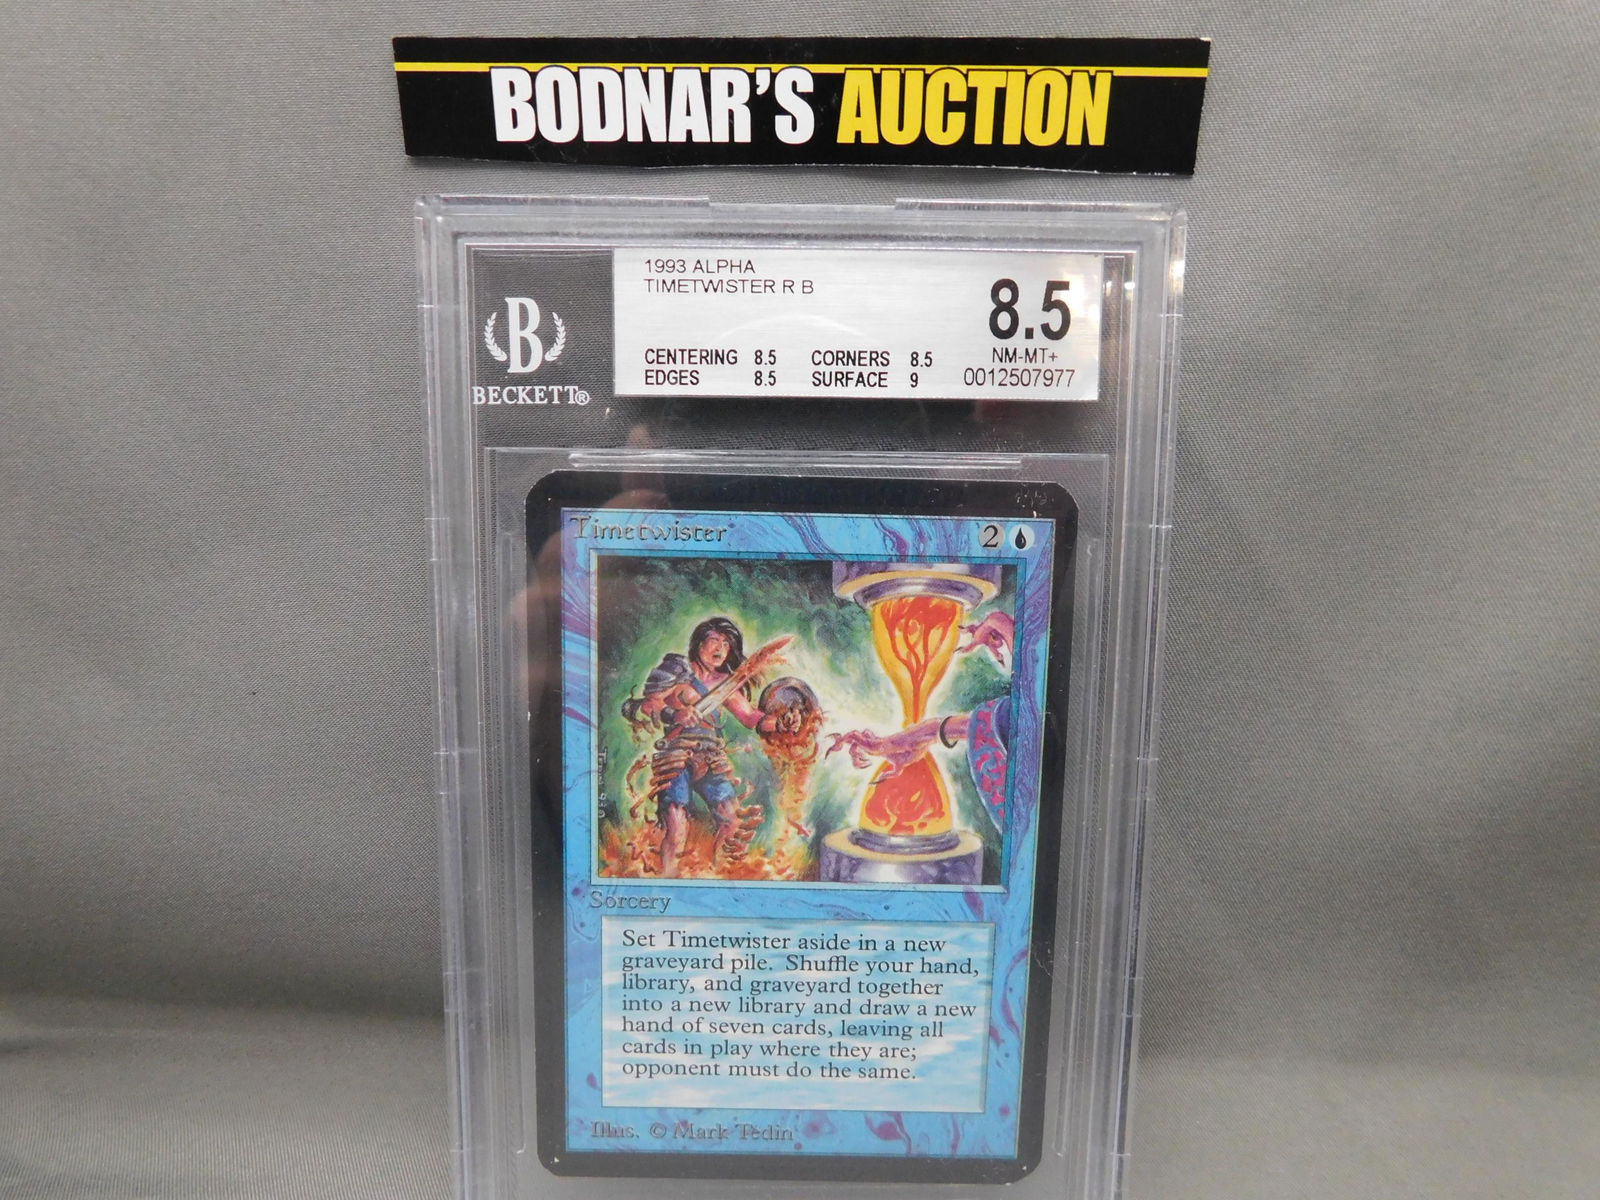 BODNAR'S AUCTION
1993 ALPHA
TIMETWISTER R B
8.5
NM-MT+
0012507977
CENTERING 8.5 CORNERS 8.5
EDGES 8.5 SURFACE 9
B
BECKETT®
Timetwister 2
Sorcery
Set Timetwister aside in a new
graveyard pile. Shuffle your hand,
library, and graveyard together
into a new library and draw a new
hand of seven cards, leaving all
cards in play where they are;
opponent must do the same.
Illus. © Mark Tedin